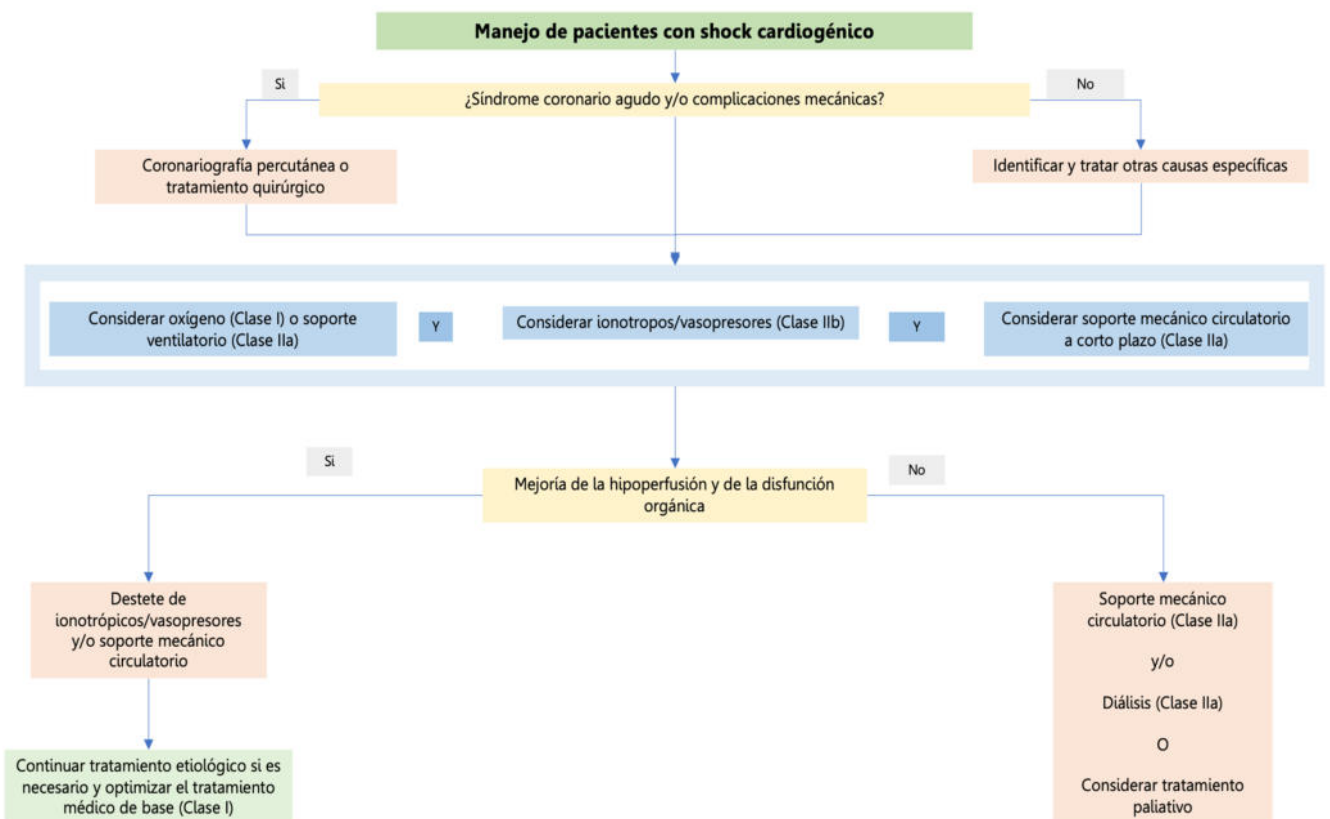 Manejo de pacientes con shock cardiogénico
Si
¿Síndrome coronario agudo y/o complicaciones mecánicas?
No
Coronariografía percutánea o
tratamiento quirúrgico
Identificar y tratar otras causas específicas
Considerar oxígeno (Clase I) o soporte
ventilatorio (Clase IIa)
Y
Considerar ionotropos/vasopresores (Clase IIb)
Y
Considerar soporte mecánico circulatorio
a corto plazo (Clase IIa)
Si
Mejoría de la hipoperfusión y de la disfunción
orgánica
No
Destete de
ionotrópicos/vasopresores
y/o soporte mecánico
circulatorio
Soporte mecánico
circulatorio (Clase IIa)
y/o
Diálisis (Clase IIa)
O
Considerar tratamiento
paliativo
Continuar tratamiento etiológico si es
necesario y optimizar el tratamiento
médico de base (Clase I)